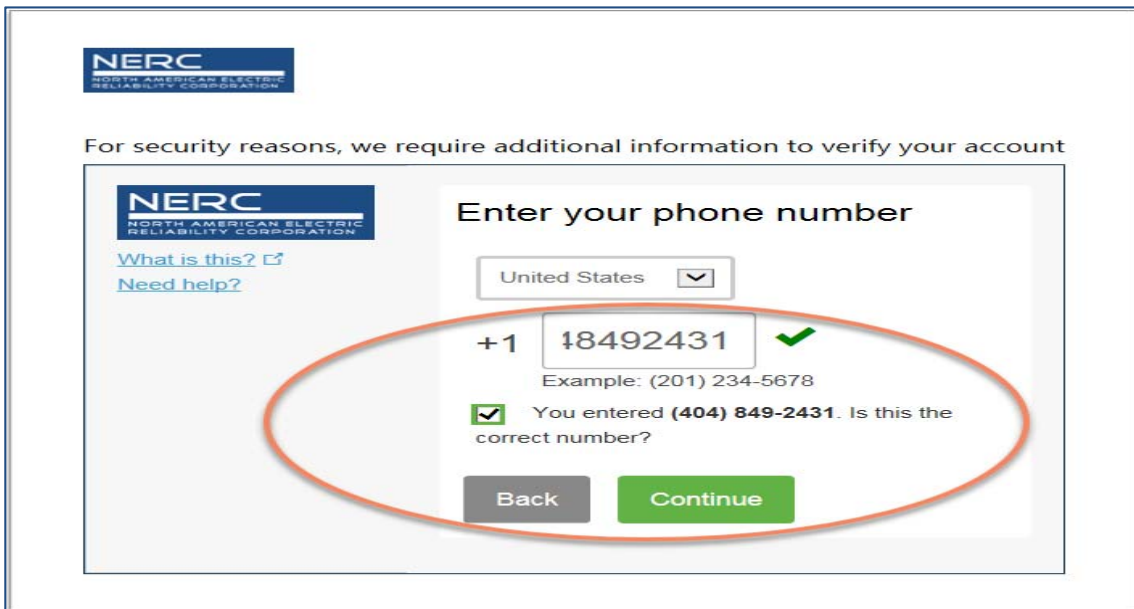 NERC
NORTH AMERICAN ELECTRIC
RELIABILITY CORPORATION
For security reasons, we require additional information to verify your account
NERC
NORTH AMERICAN ELECTRIC
RELIABILITY CORPORATION
What is this?
Need help?
Enter your phone number
United States
+1 48492431
Example: (201) 234-5678
You entered (404) 849-2431. Is this the
correct number?
Back Continue